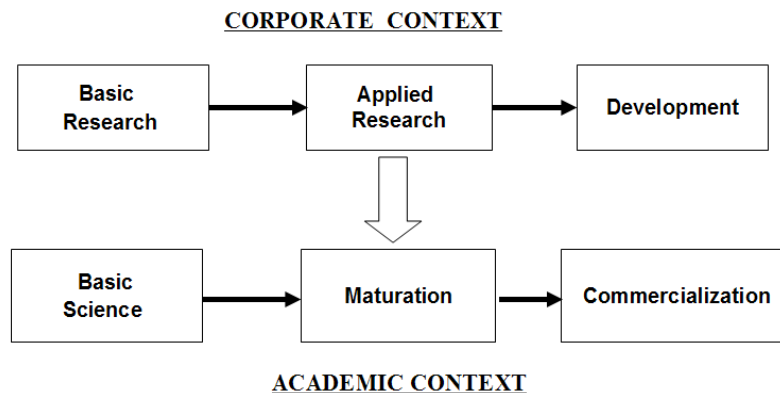 CORPORATE CONTEXT
Basic
Research
Applied
Research
Development
Basic
Science
Maturation
Commercialization
ACADEMIC CONTEXT